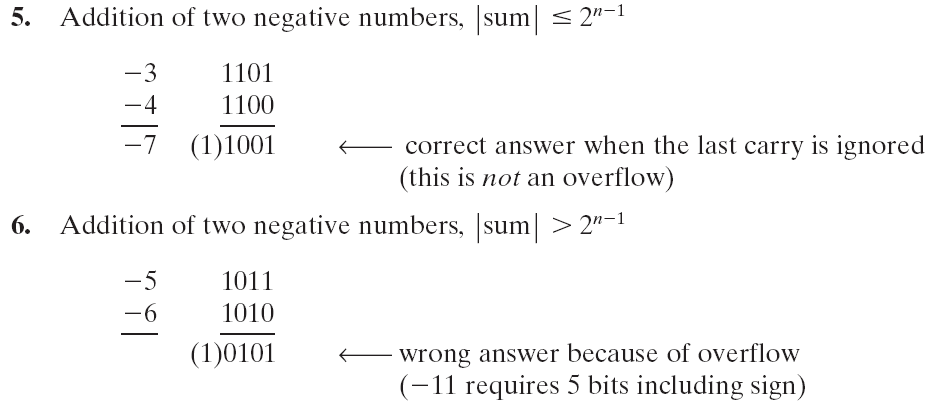 5. Addition of two negative numbers, |sum| ≤ 2ⁿ⁻¹
−3 1101
−4 1100
−7 (1)1001 ← correct answer when the last carry is ignored
(this is not an overflow)
6. Addition of two negative numbers, |sum| > 2ⁿ⁻¹
−5 1011
−6 1010
(1)0101 ← wrong answer because of overflow
(−11 requires 5 bits including sign)